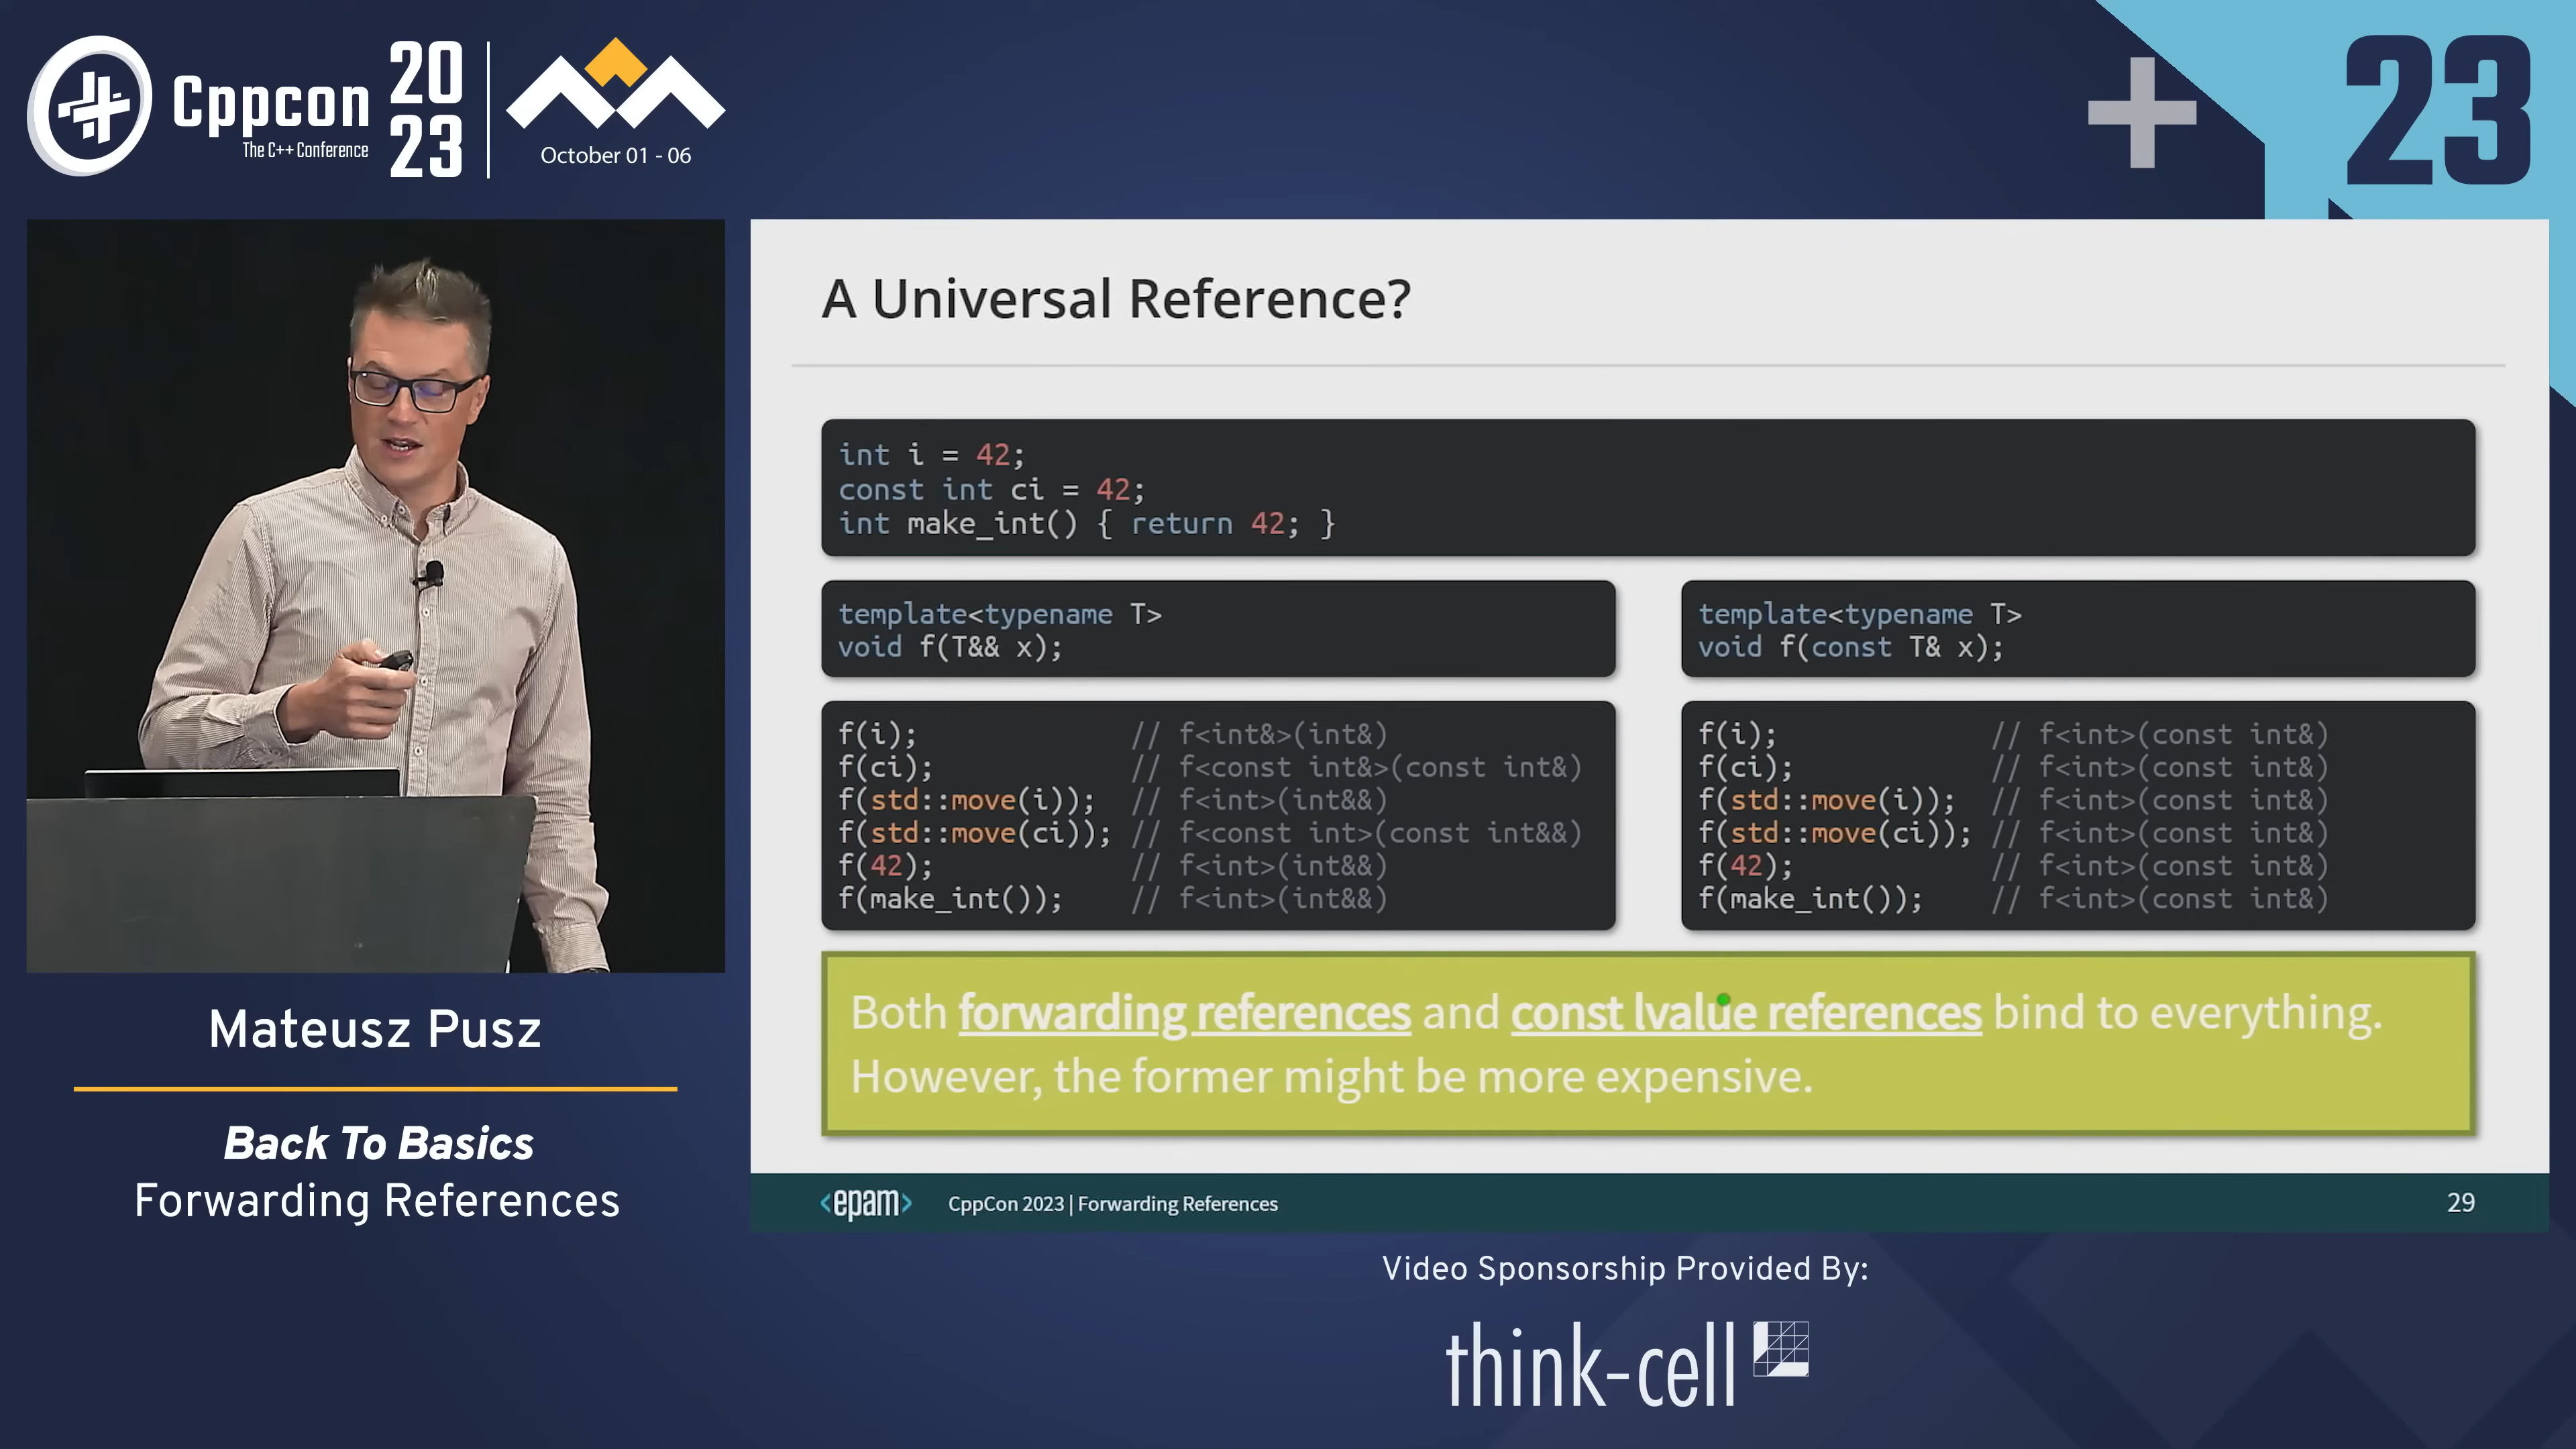 Cppcon
The C++ Conference
20
23
October 01 - 06
23
A Universal Reference?
int i = 42;
const int ci = 42;
int make_int() { return 42; }
template<typename T>
void f(T&& x);
f(i); // f<int&>(int&)
f(ci); // f<const int&>(const int&)
f(std::move(i)); // f<int>(int&&)
f(std::move(ci)); // f<const int>(const int&&)
f(42); // f<int>(int&&)
f(make_int()); // f<int>(int&&)
template<typename T>
void f(const T& x);
f(i); // f<int>(const int&)
f(ci); // f<int>(const int&)
f(std::move(i)); // f<int>(const int&)
f(std::move(ci)); // f<int>(const int&)
f(42); // f<int>(const int&)
f(make_int()); // f<int>(const int&)
Both forwarding references and const lvalue references bind to everything.
However, the former might be more expensive.
<epam> CppCon 2023 | Forwarding References 29
Mateusz Pusz
Back To Basics
Forwarding References
Video Sponsorship Provided By:
think-cell